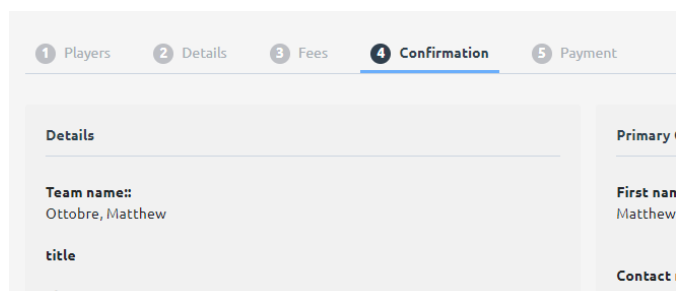 1 Players 2 Details 3 Fees 4 Confirmation 5 Payment
Details
Primary
Team name::
First
Ottobre, Matthew
Matthew
title
Contact